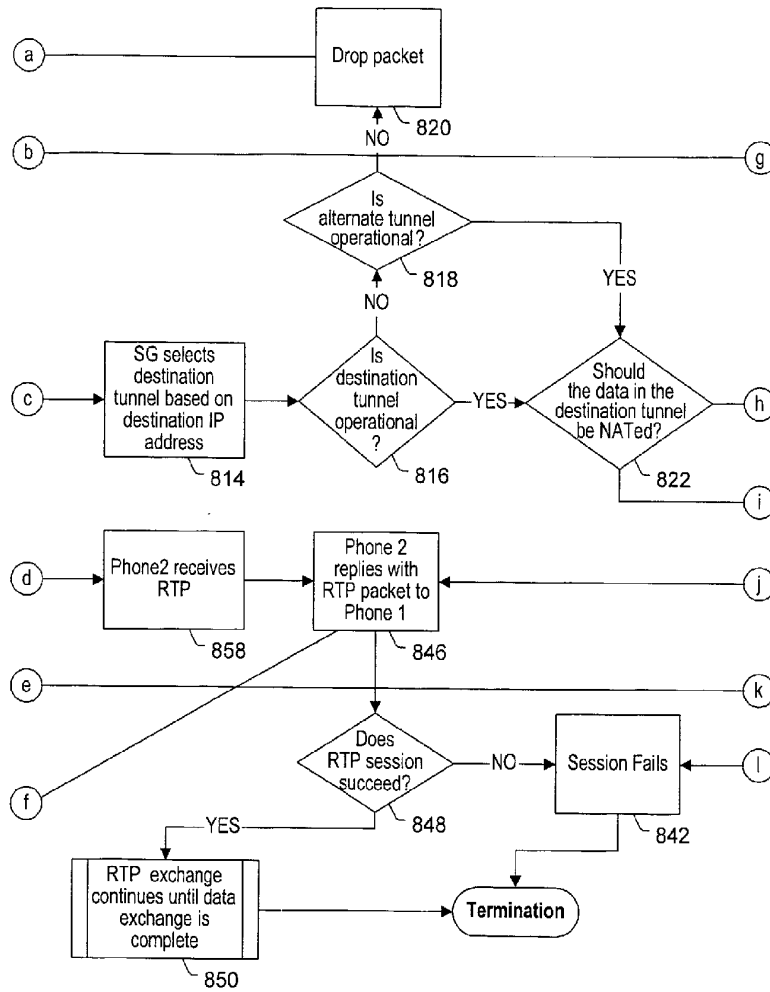 a
Drop packet
820
NO
b
g
Is
alternate tunnel
operational?
818
YES
NO
c
SG selects
destination
tunnel based on
destination IP
address
814
Is
destination
tunnel
operational
?
816
YES
Should
the data in the
destination tunnel
be NATed?
822
h
i
d
Phone2 receives
RTP
858
Phone 2
replies with
RTP packet to
Phone 1
846
j
e
k
Does
RTP session
succeed?
848
NO
Session Fails
842
l
f
YES
RTP exchange
continues until data
exchange is
complete
850
Termination